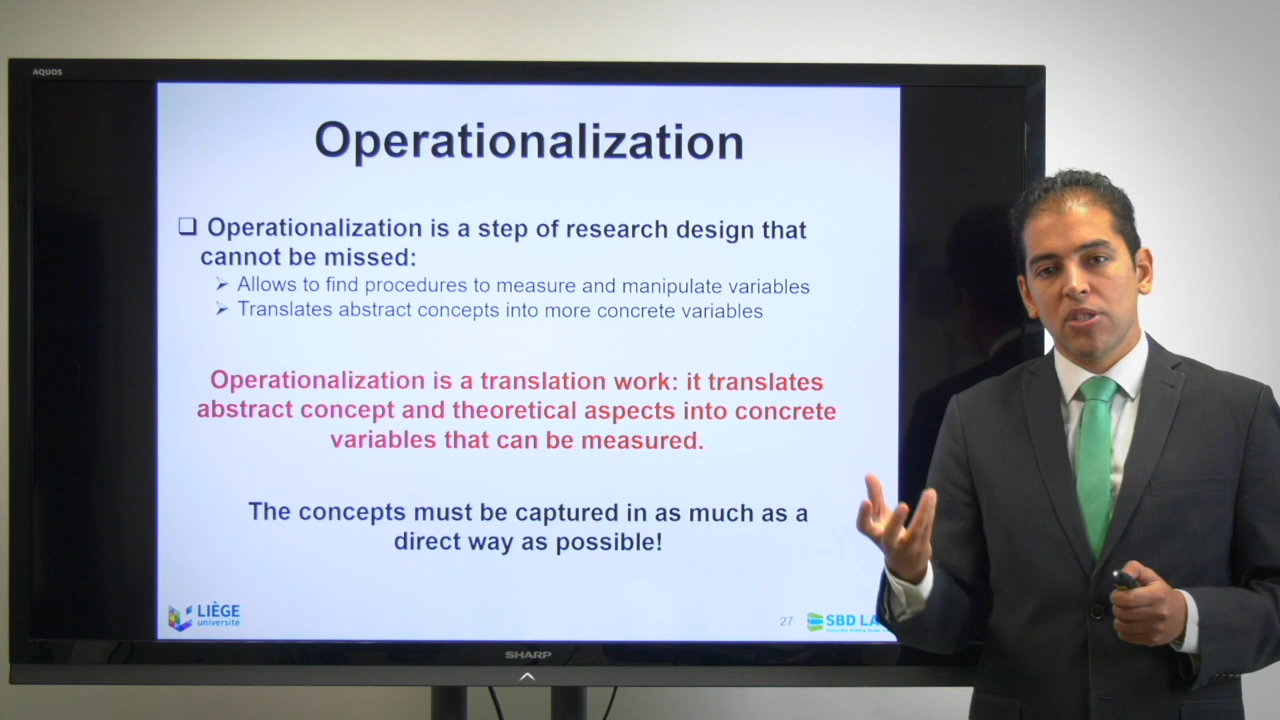 AQUOS
Operationalization
Operationalization is a step of research design that
cannot be missed:
Allows to find procedures to measure and manipulate variables
Translates abstract concepts into more concrete variables
Operationalization is a translation work: it translates
abstract concept and theoretical aspects into concrete
variables that can be measured.
The concepts must be captured in as much as a
direct way as possible!
LIÈGE
université
27
SBD LA
SHARP